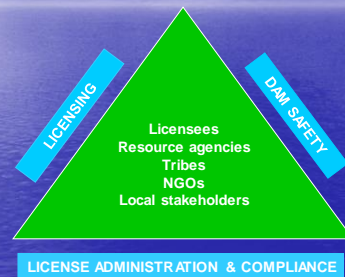 LICENSING
DAM SAFETY
Licensees
Resource agencies
Tribes
NGOs
Local stakeholders
LICENSE ADMINISTRATION & COMPLIANCE